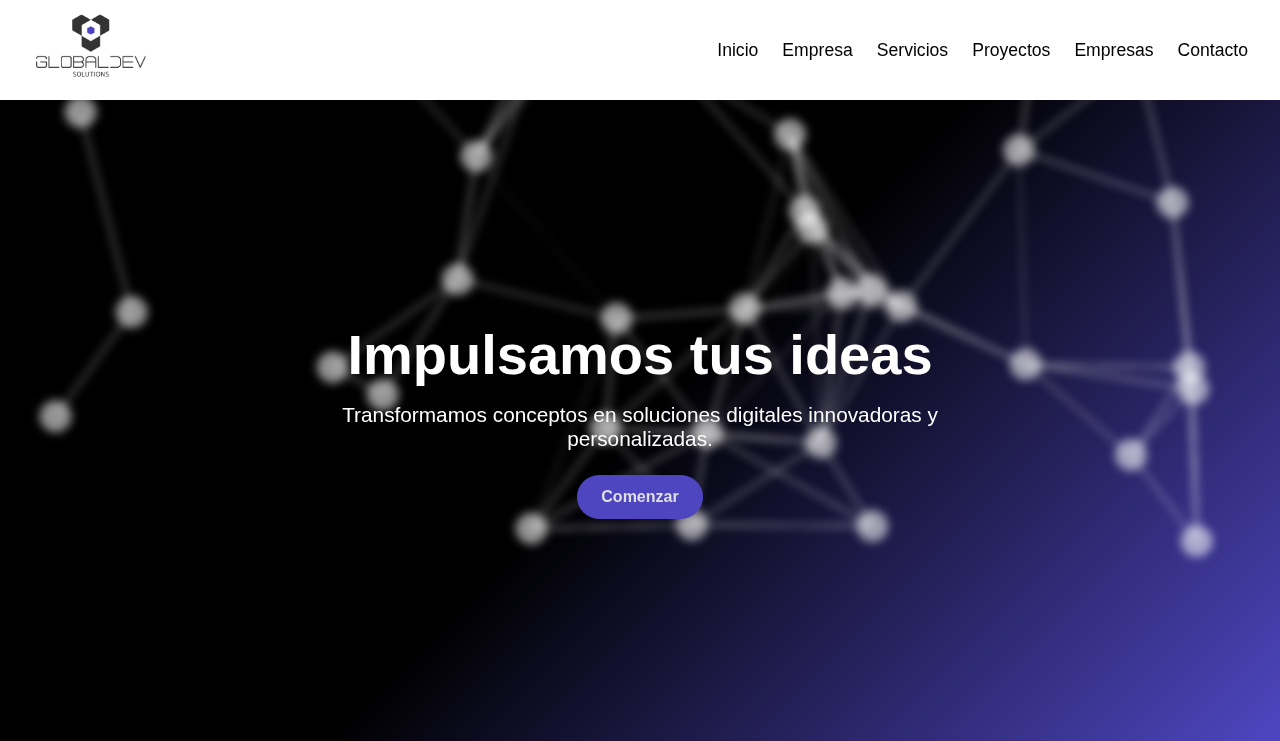 GLOBALDEV
SOLUTIONS
Inicio Empresa Servicios Proyectos Empresas Contacto
Impulsamos tus ideas
Transformamos conceptos en soluciones digitales innovadoras y
personalizadas.
Comenzar